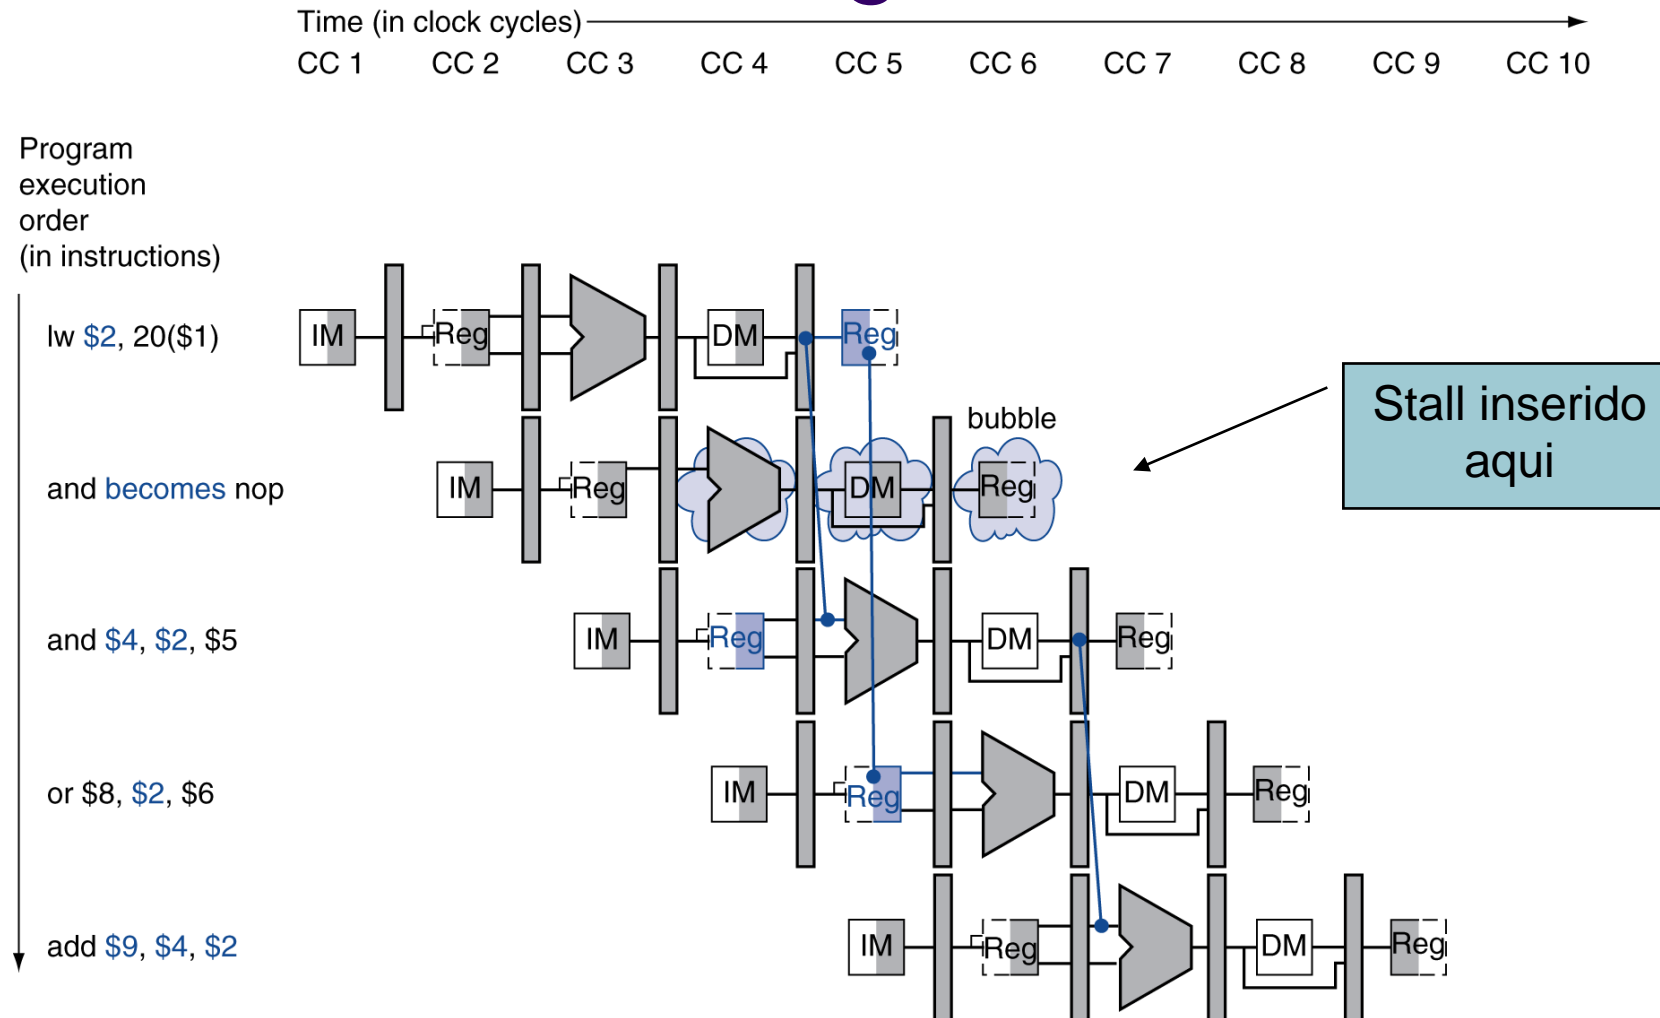 Time (in clock cycles)
CC 1 CC 2 CC 3 CC 4 CC 5 CC 6 CC 7 CC 8 CC 9 CC 10
Program
execution
order
(in instructions)
lw $2, 20($1) IM Reg DM Reg
bubble
Stall inserido
aqui
and becomes nop IM Reg DM Reg
and $4, $2, $5 IM Reg DM Reg
or $8, $2, $6 IM Reg DM Reg
add $9, $4, $2 IM Reg DM Reg